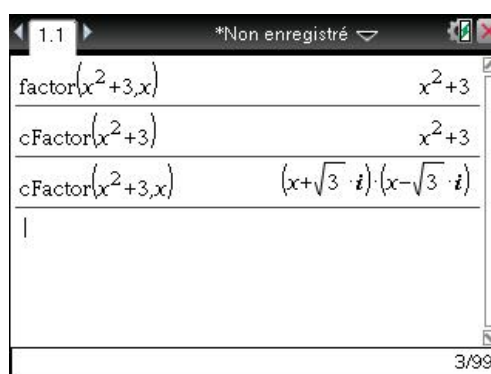 1.1 *Non enregistré
factor(x²+3,x) x²+3
cFactor(x²+3) x²+3
cFactor(x²+3,x) (x+√3·i)·(x−√3·i)
3/99